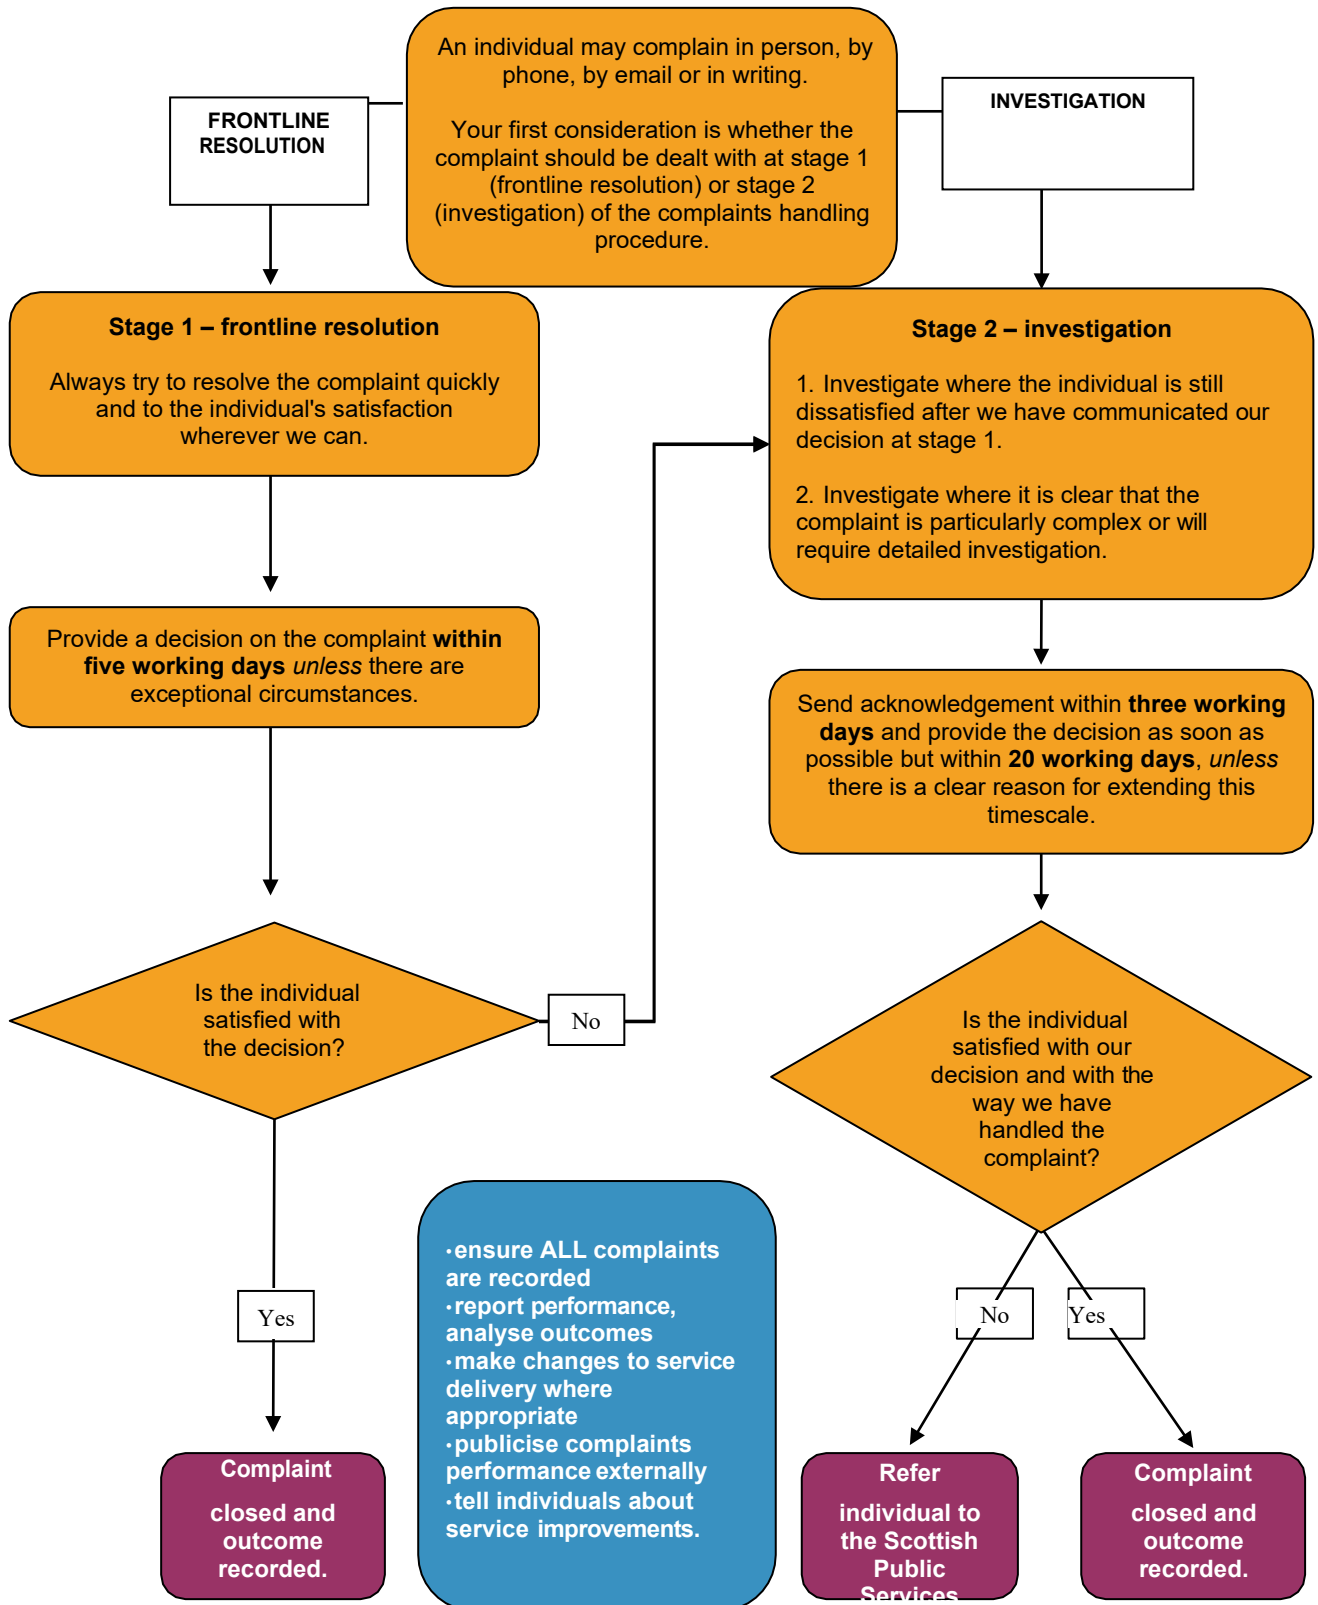 An individual may complain in person, by
phone, by email or in writing.
Your first consideration is whether the
complaint should be dealt with at stage 1
(frontline resolution) or stage 2
(investigation) of the complaints handling
procedure.
FRONTLINE
RESOLUTION
INVESTIGATION
Stage 1 – frontline resolution
Always try to resolve the complaint quickly
and to the individual's satisfaction
wherever we can.
Stage 2 – investigation
1. Investigate where the individual is still
dissatisfied after we have communicated our
decision at stage 1.
2. Investigate where it is clear that the
complaint is particularly complex or will
require detailed investigation.
Provide a decision on the complaint within
five working days unless there are
exceptional circumstances.
Send acknowledgement within three working
days and provide the decision as soon as
possible but within 20 working days, unless
there is a clear reason for extending this
timescale.
Is the individual
satisfied with
the decision?
No
Is the individual
satisfied with our
decision and with the
way we have
handled the
complaint?
Yes
·ensure ALL complaints
are recorded
·report performance,
analyse outcomes
·make changes to service
delivery where
appropriate
·publicise complaints
performance externally
·tell individuals about
service improvements.
No
Yes
Complaint
closed and
outcome
recorded.
Refer
individual to
the Scottish
Public
Services
Complaint
closed and
outcome
recorded.